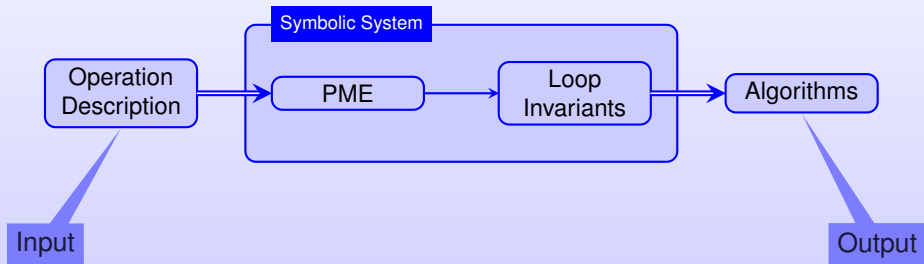 Symbolic System
Operation
Description
PME
Loop
Invariants
Algorithms
Input
Output